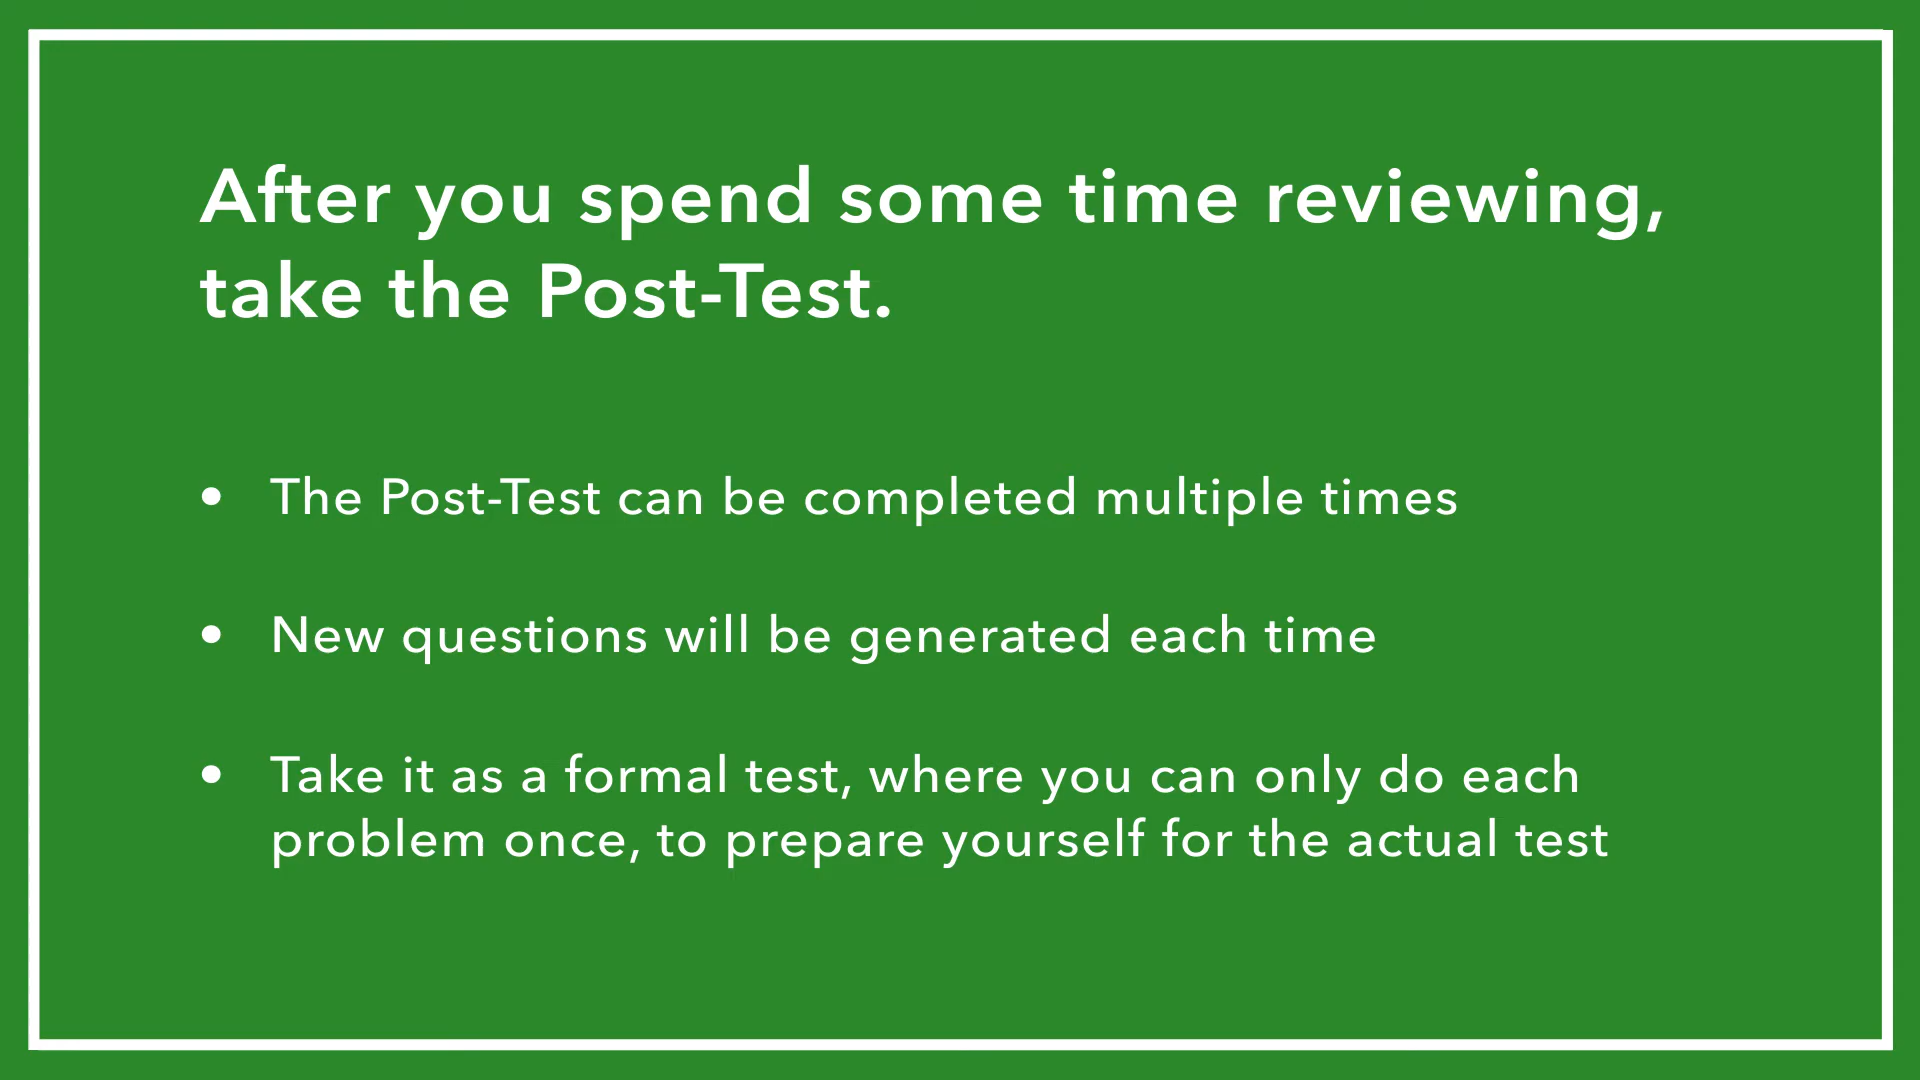 After you spend some time reviewing,
take the Post-Test.
• The Post-Test can be completed multiple times
• New questions will be generated each time
• Take it as a formal test, where you can only do each
problem once, to prepare yourself for the actual test